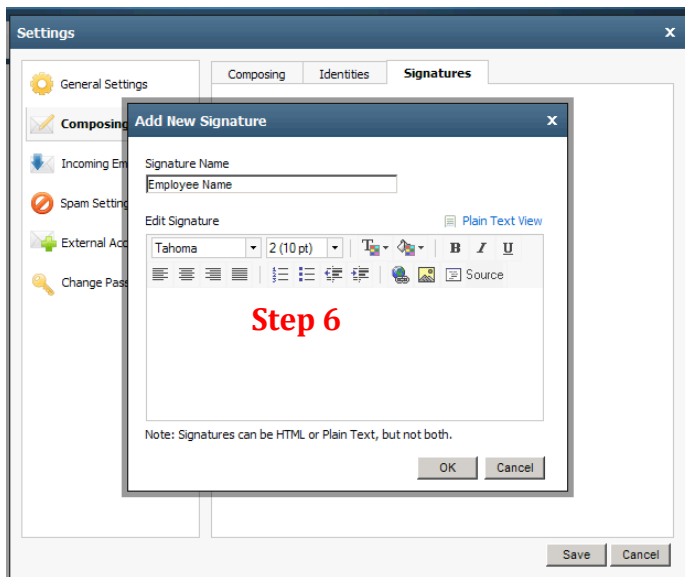 Settings x
General Settings
Composing
Incoming Em
Spam Setting
External Acc
Change Pass
Composing Identities Signatures
Add New Signature x
Signature Name
Employee Name
Edit Signature Plain Text View
Tahoma 2 (10 pt) T B I U
Source
Step 6
Note: Signatures can be HTML or Plain Text, but not both.
OK Cancel
Save Cancel